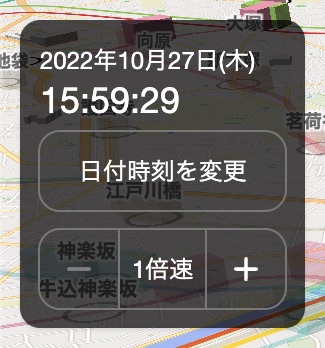 大塚
向原
池袋
2022年10月27日(木)
15:59:29
茗荷
日付時刻を変更
江戸川橋
神楽坂
1倍速
牛込神楽坂